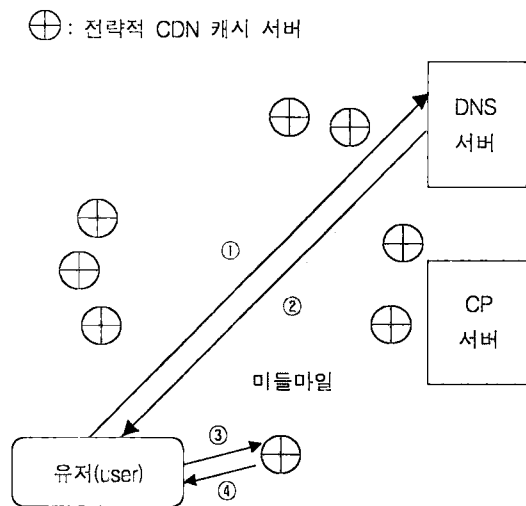 : 전략적 CDN 캐시 서버
DNS
서버
①
②
CP
서버
미들마일
③
유저(user)
④